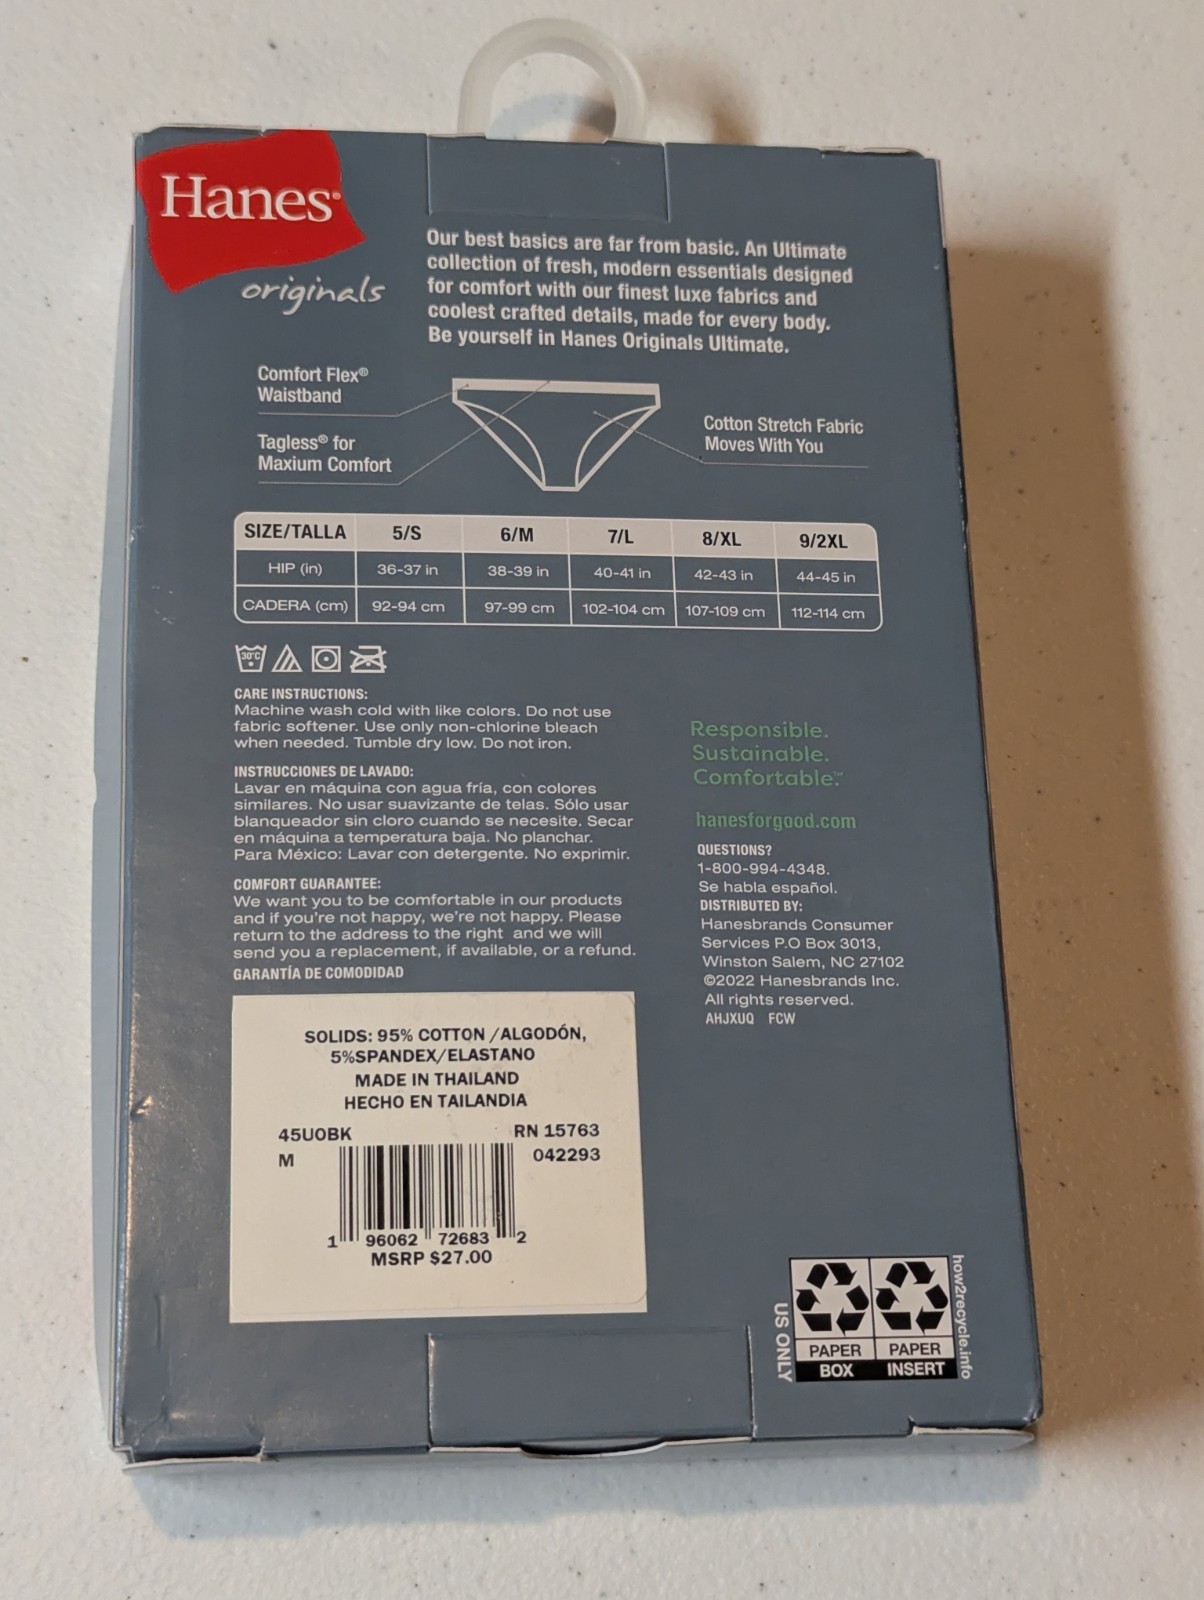 Hanes®
originals
Our best basics are far from basic. An Ultimate
collection of fresh, modern essentials designed
for comfort with our finest luxe fabrics and
coolest crafted details, made for every body.
Be yourself in Hanes Originals Ultimate.
Comfort Flex®
Waistband
Tagless® for
Maxium Comfort
Cotton Stretch Fabric
Moves With You
SIZE/TALLA 5/S 6/M 7/L 8/XL 9/2XL
HIP (in) 36-37 in 38-39 in 40-41 in 42-43 in 44-45 in
CADERA (cm) 92-94 cm 97-99 cm 102-104 cm 107-109 cm 112-114 cm
30°C
CARE INSTRUCTIONS:
Machine wash cold with like colors. Do not use
fabric softener. Use only non-chlorine bleach
when needed. Tumble dry low. Do not iron.
INSTRUCCIONES DE LAVADO:
Lavar en máquina con agua fría, con colores
similares. No usar suavizante de telas. Sólo usar
blanqueador sin cloro cuando se necesite. Secar
en máquina a temperatura baja. No planchar.
Para México: Lavar con detergente. No exprimir.
COMFORT GUARANTEE:
We want you to be comfortable in our products
and if you're not happy, we're not happy. Please
return to the address to the right and we will
send you a replacement, if available, or a refund.
GARANTÍA DE COMODIDAD
Responsible.
Sustainable.
Comfortable.™
hanesforgood.com
QUESTIONS?
1-800-994-4348.
Se habla español.
DISTRIBUTED BY:
Hanesbrands Consumer
Services P.O Box 3013,
Winston Salem, NC 27102
©2022 Hanesbrands Inc.
All rights reserved.
AHJXUQ FCW
SOLIDS: 95% COTTON /ALGODÓN,
5%SPANDEX/ELASTANO
MADE IN THAILAND
HECHO EN TAILANDIA
45UOBK RN 15763
M 042293
1 96062 72683 2
MSRP $27.00
US ONLY
PAPER PAPER
BOX INSERT
how2recycle.info